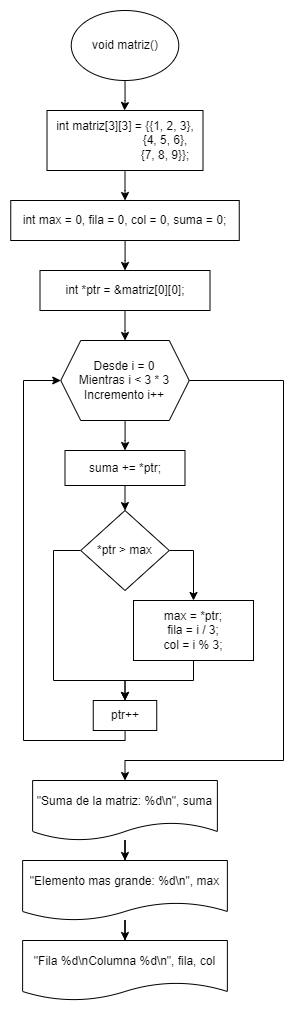 void matriz()
int matriz[3][3] = {{1, 2, 3},
{4, 5, 6},
{7, 8, 9}};
int max = 0, fila = 0, col = 0, suma = 0;
int *ptr = &matriz[0][0];
Desde i = 0
Mientras i < 3 * 3
Incremento i++
suma += *ptr;
*ptr > max
max = *ptr;
fila = i / 3;
col = i % 3;
ptr++
"Suma de la matriz: %d\n", suma
"Elemento mas grande: %d\n", max
"Fila %d\nColumna %d\n", fila, col